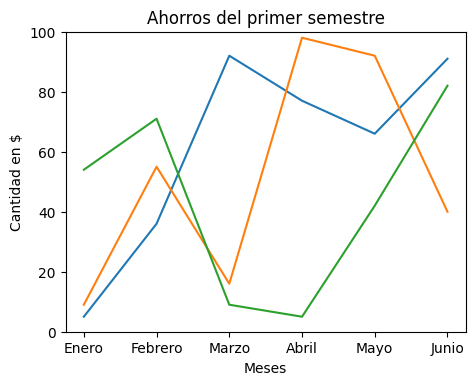 Ahorros del primer semestre
Cantidad en $
100
80
60
40
20
0
Enero Febrero Marzo Abril Mayo Junio
Meses